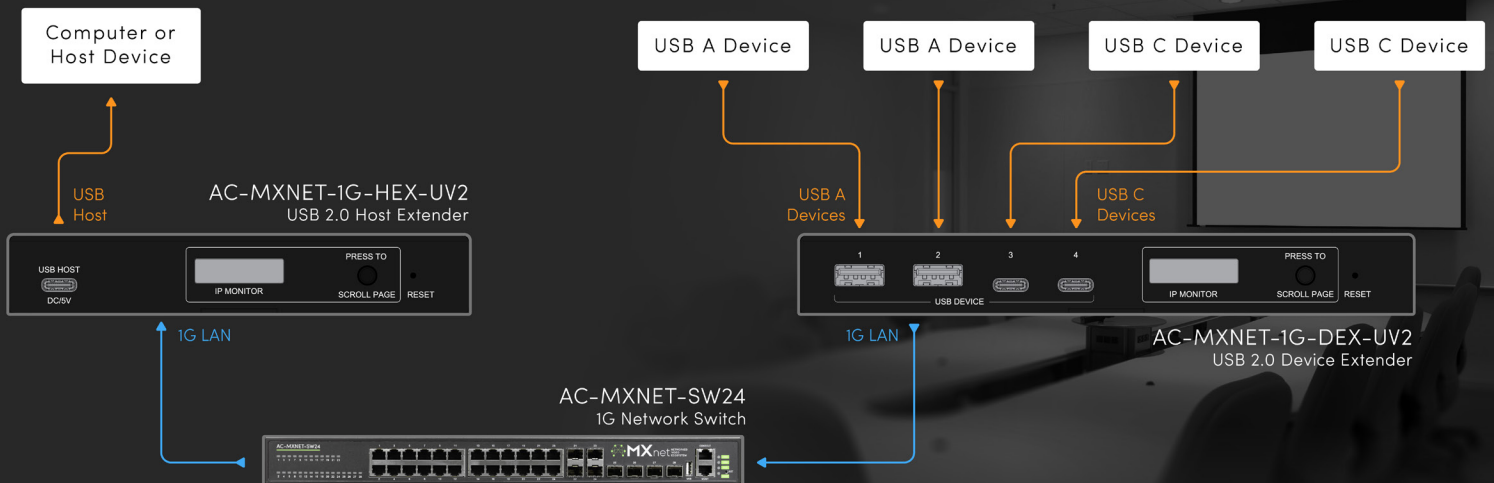 Computer or
Host Device
USB A Device
USB A Device
USB C Device
USB C Device
USB
Host
AC-MXNET-1G-HEX-UV2
USB 2.0 Host Extender
USB A
Devices
USB C
Devices
USB HOST
DC/5V
IP MONITOR
PRESS TO
SCROLL PAGE
RESET
1
2
3
4
USB DEVICE
IP MONITOR
PRESS TO
SCROLL PAGE
RESET
1G LAN
1G LAN
AC-MXNET-1G-DEX-UV2
USB 2.0 Device Extender
AC-MXNET-SW24
1G Network Switch
AC-MXNET-SW24
MXnet